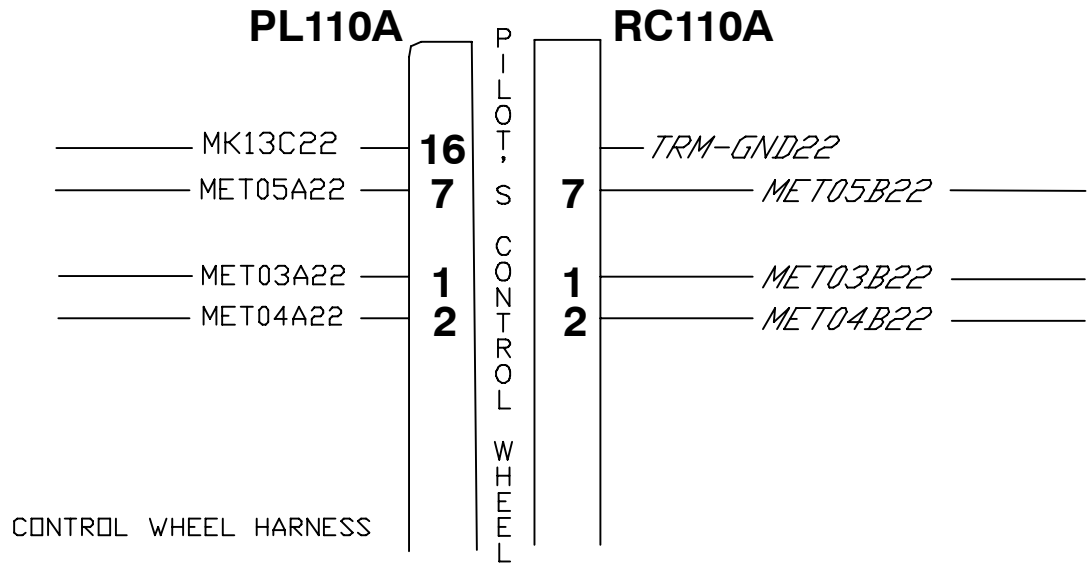 PL110A
RC110A
PILOT'S CONTROL WHEEL
MK13C22
16
TRM-GND22
MET05A22
7
7
MET05B22
MET03A22
1
1
MET03B22
MET04A22
2
2
MET04B22
CONTROL WHEEL HARNESS